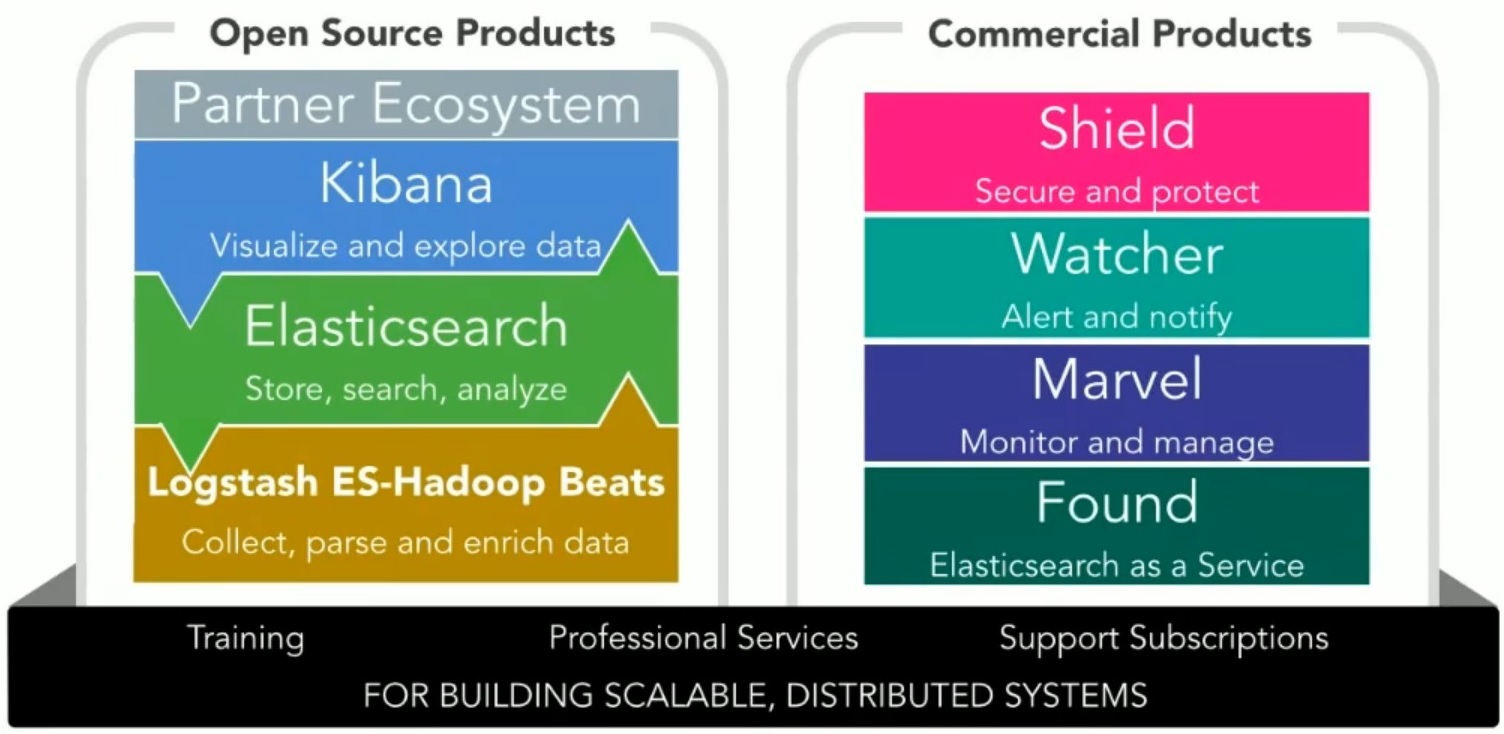 Open Source Products
Partner Ecosystem
Kibana
Visualize and explore data
Elasticsearch
Store, search, analyze
Logstash ES-Hadoop Beats
Collect, parse and enrich data
Commercial Products
Shield
Secure and protect
Watcher
Alert and notify
Marvel
Monitor and manage
Found
Elasticsearch as a Service
Training
Professional Services
Support Subscriptions
FOR BUILDING SCALABLE, DISTRIBUTED SYSTEMS